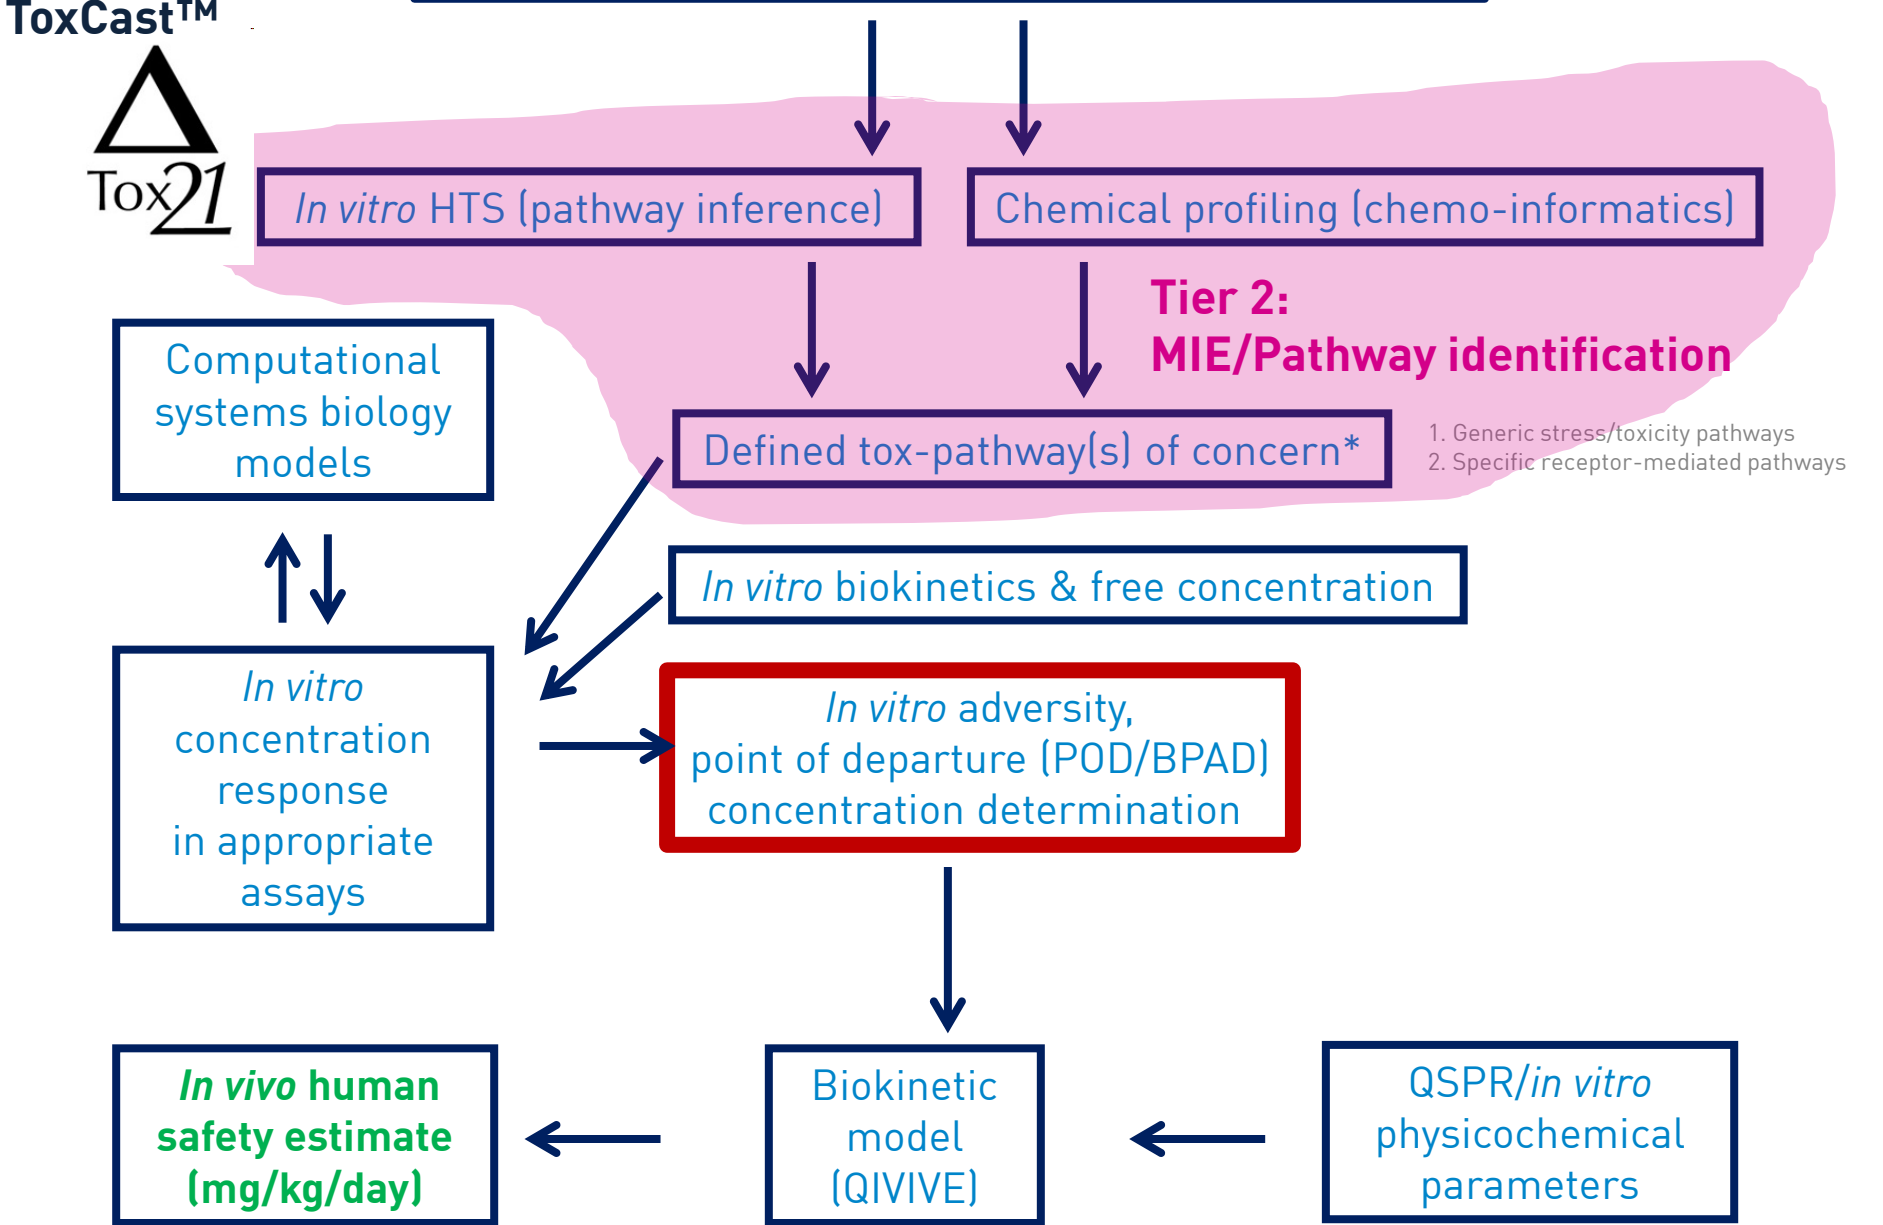 ToxCast™
Tox21
In vitro HTS (pathway inference)
Chemical profiling (chemo-informatics)
Tier 2:
MIE/Pathway identification
Computational
systems biology
models
Defined tox-pathway(s) of concern*
1. Generic stress/toxicity pathways
2. Specific receptor-mediated pathways
In vitro biokinetics & free concentration
In vitro
concentration
response
in appropriate
assays
In vitro adversity,
point of departure (POD/BPAD)
concentration determination
In vivo human
safety estimate
(mg/kg/day)
Biokinetic
model
(QIVIVE)
QSPR/in vitro
physicochemical
parameters